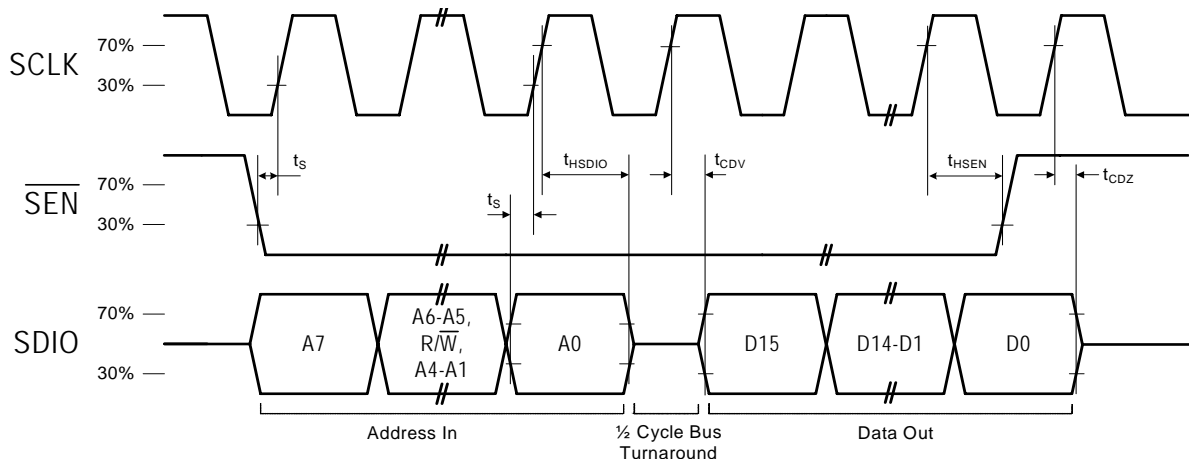 SCLK
70%
30%
SEN
70%
30%
tS
tS
tHSDIO
tCDV
tHSEN
tCDZ
SDIO
70%
30%
A7
A6-A5,
R/W,
A4-A1
A0
D15
D14-D1
D0
Address In
½ Cycle Bus
Turnaround
Data Out